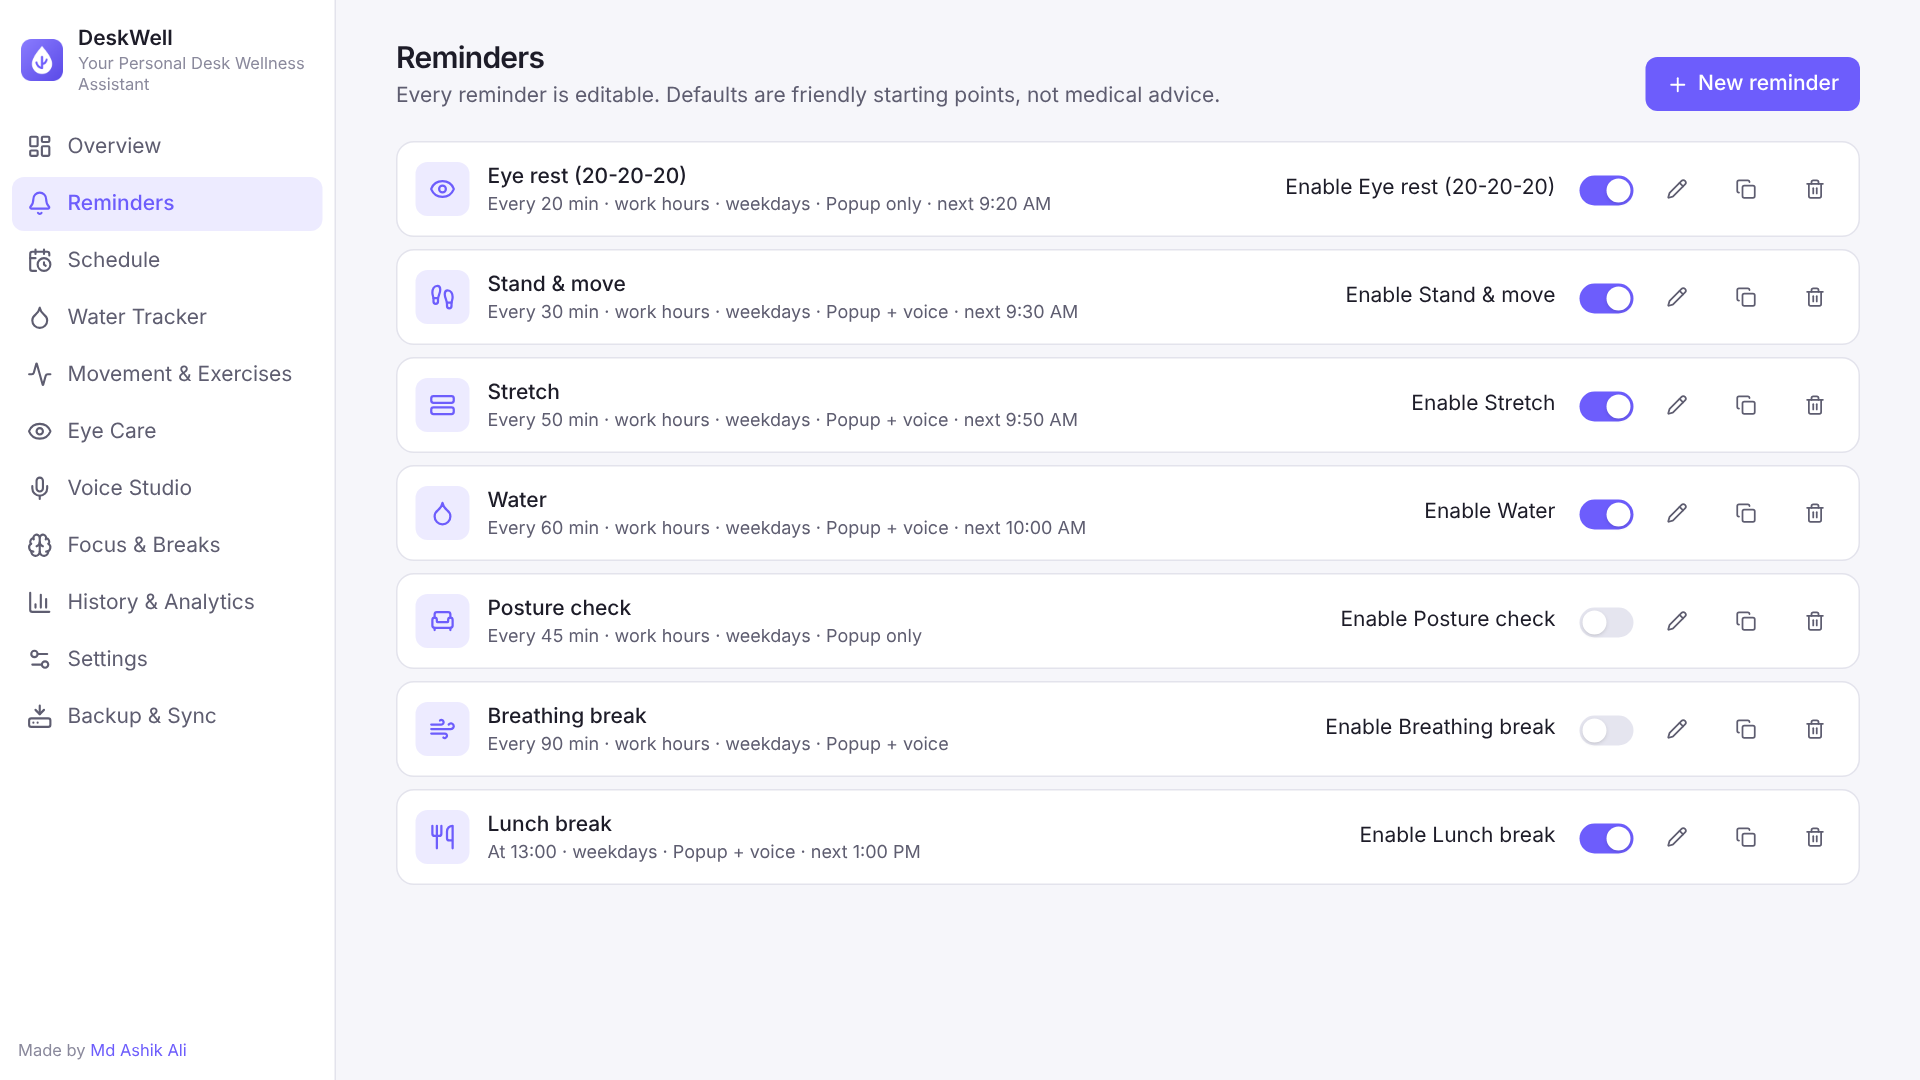 DeskWell
Your Personal Desk Wellness
Assistant
Overview
Reminders
Schedule
Water Tracker
Movement & Exercises
Eye Care
Voice Studio
Focus & Breaks
History & Analytics
Settings
Backup & Sync
Made by Md Ashik Ali
Reminders
Every reminder is editable. Defaults are friendly starting points, not medical advice.
New reminder
Eye rest (20-20-20)
Every 20 min · work hours · weekdays · Popup only · next 9:20 AM
Enable Eye rest (20-20-20)
Stand & move
Every 30 min · work hours · weekdays · Popup + voice · next 9:30 AM
Enable Stand & move
Stretch
Every 50 min · work hours · weekdays · Popup + voice · next 9:50 AM
Enable Stretch
Water
Every 60 min · work hours · weekdays · Popup + voice · next 10:00 AM
Enable Water
Posture check
Every 45 min · work hours · weekdays · Popup only
Enable Posture check
Breathing break
Every 90 min · work hours · weekdays · Popup + voice
Enable Breathing break
Lunch break
At 13:00 · weekdays · Popup + voice · next 1:00 PM
Enable Lunch break